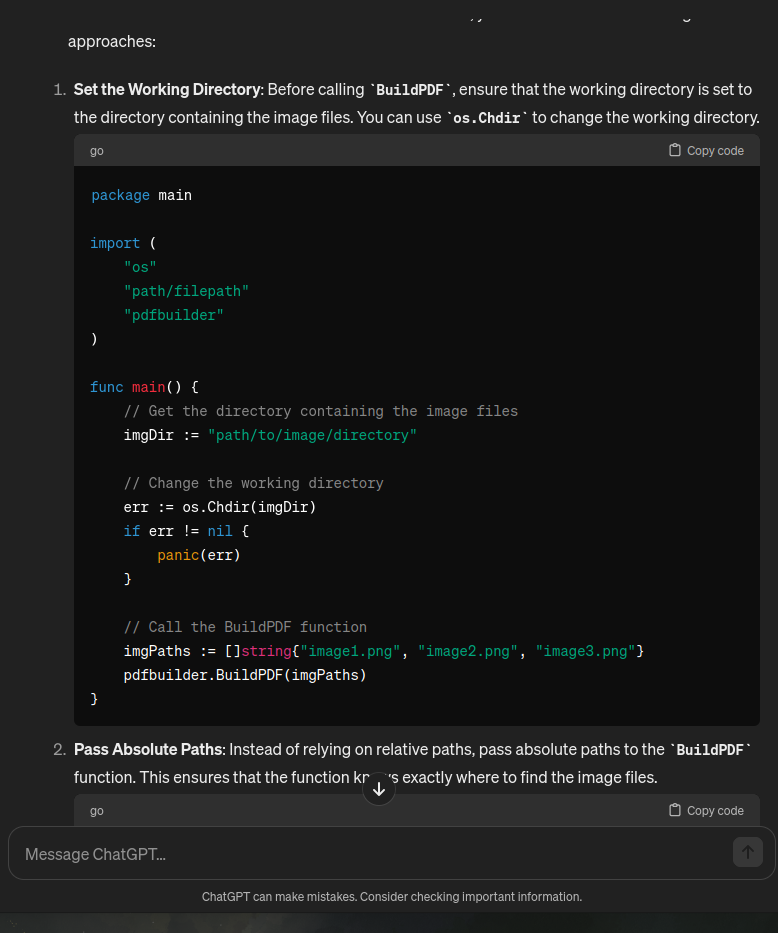 approaches:
1. Set the Working Directory: Before calling `BuildPDF`, ensure that the working directory is set to
the directory containing the image files. You can use `os.Chdir` to change the working directory.
go Copy code
package main
import (
"os"
"path/filepath"
"pdfbuilder"
)
func main() {
// Get the directory containing the image files
imgDir := "path/to/image/directory"
// Change the working directory
err := os.Chdir(imgDir)
if err != nil {
panic(err)
}
// Call the BuildPDF function
imgPaths := []string{"image1.png", "image2.png", "image3.png"}
pdfbuilder.BuildPDF(imgPaths)
}
2. Pass Absolute Paths: Instead of relying on relative paths, pass absolute paths to the `BuildPDF`
function. This ensures that the function knows exactly where to find the image files.
go Copy code
Message ChatGPT...
ChatGPT can make mistakes. Consider checking important information.